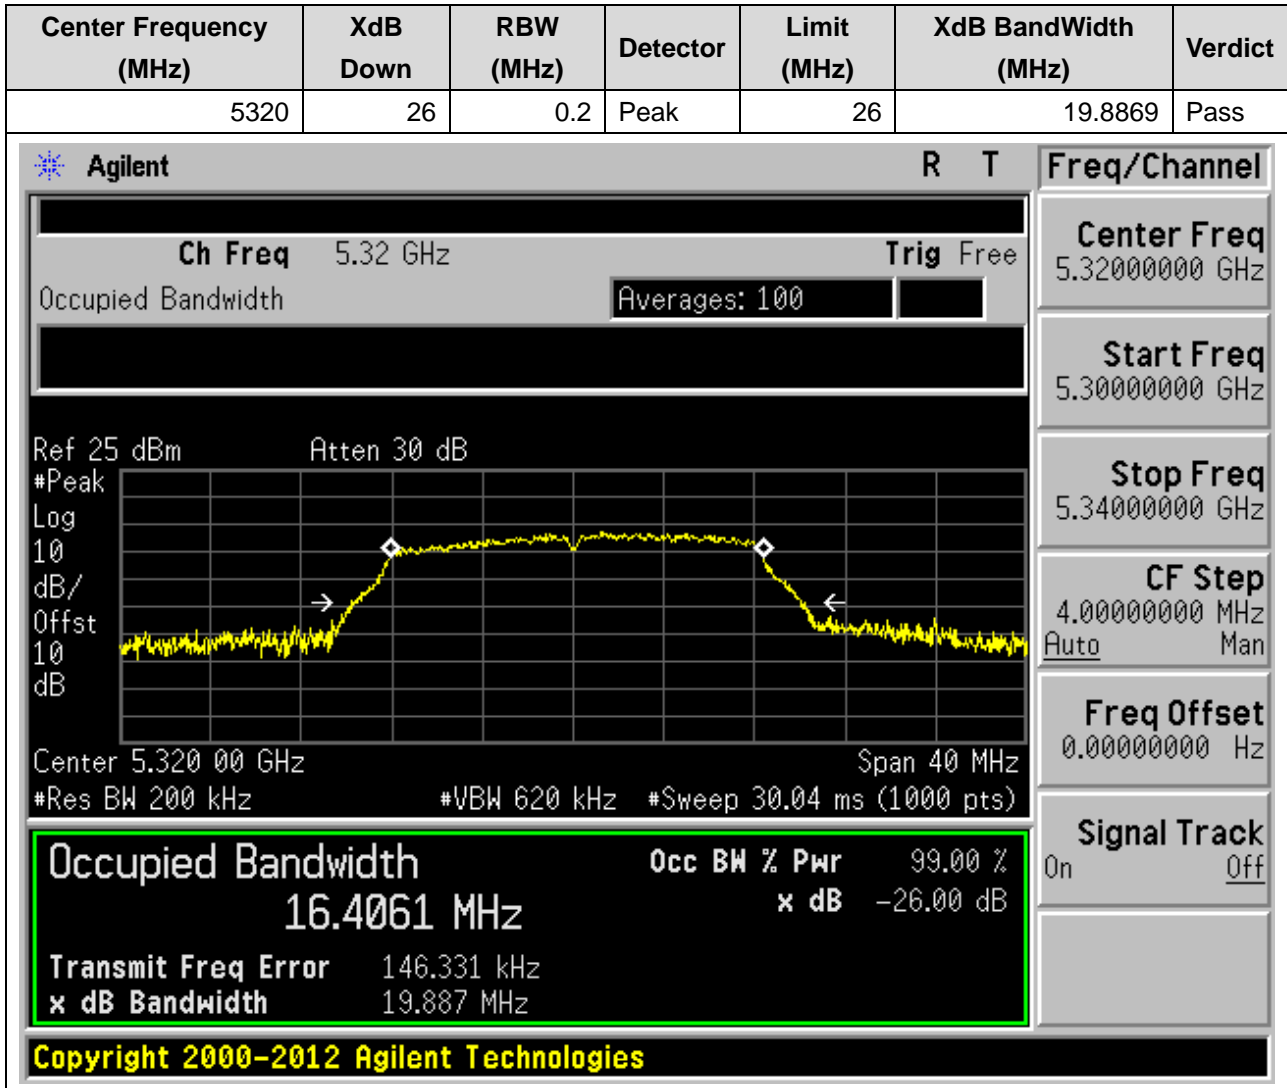 Center Frequency (MHz) XdB Down RBW (MHz) Detector Limit (MHz) XdB BandWidth (MHz) Verdict
5320 26 0.2 Peak 26 19.8869 Pass
Agilent R T Freq/Channel
Ch Freq 5.32 GHz Trig Free
Occupied Bandwidth Averages: 100
Center Freq
5.32000000 GHz
Start Freq
5.30000000 GHz
Stop Freq
5.34000000 GHz
CF Step
4.00000000 MHz
Auto Man
Freq Offset
0.00000000 Hz
Signal Track
On Off
Ref 25 dBm Atten 30 dB
#Peak
Log
10
dB/
Offst
10
dB
Center 5.320 00 GHz Span 40 MHz
#Res BW 200 kHz #VBW 620 kHz #Sweep 30.04 ms (1000 pts)
Occupied Bandwidth Occ BW % Pwr 99.00 %
16.4061 MHz x dB -26.00 dB
Transmit Freq Error 146.331 kHz
x dB Bandwidth 19.887 MHz
Copyright 2000-2012 Agilent Technologies